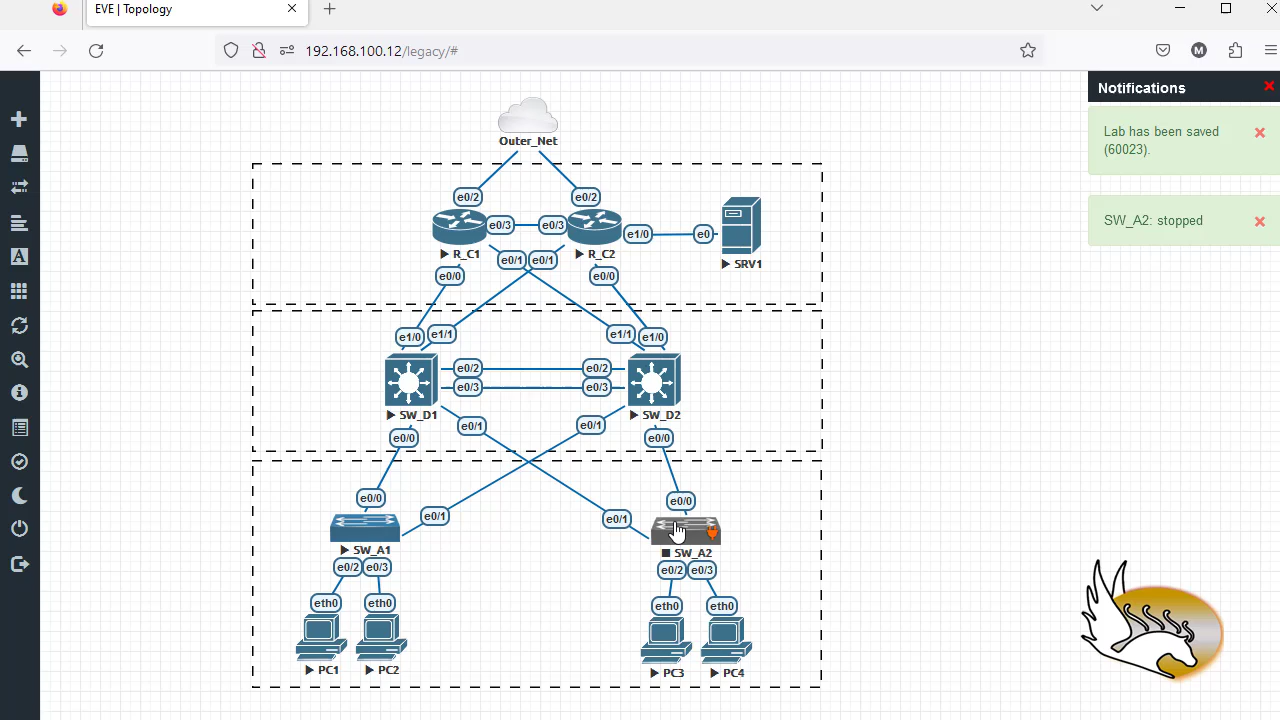 EVE | Topology
192.168.100.12/legacy/#
M
Notifications
Lab has been saved
(60023).
SW_A2: stopped
Outer_Net
e0/2
e0/2
e0/3
e0/3
e1/0
e0
R_C1
R_C2
SRV1
e0/1
e0/1
e0/0
e0/0
e1/0
e1/1
e1/1
e1/0
e0/2
e0/2
e0/3
e0/3
SW_D1
SW_D2
e0/1
e0/1
e0/0
e0/0
e0/0
e0/0
e0/1
e0/1
SW_A1
SW_A2
e0/2
e0/3
e0/2
e0/3
eth0
eth0
eth0
eth0
PC1
PC2
PC3
PC4
A